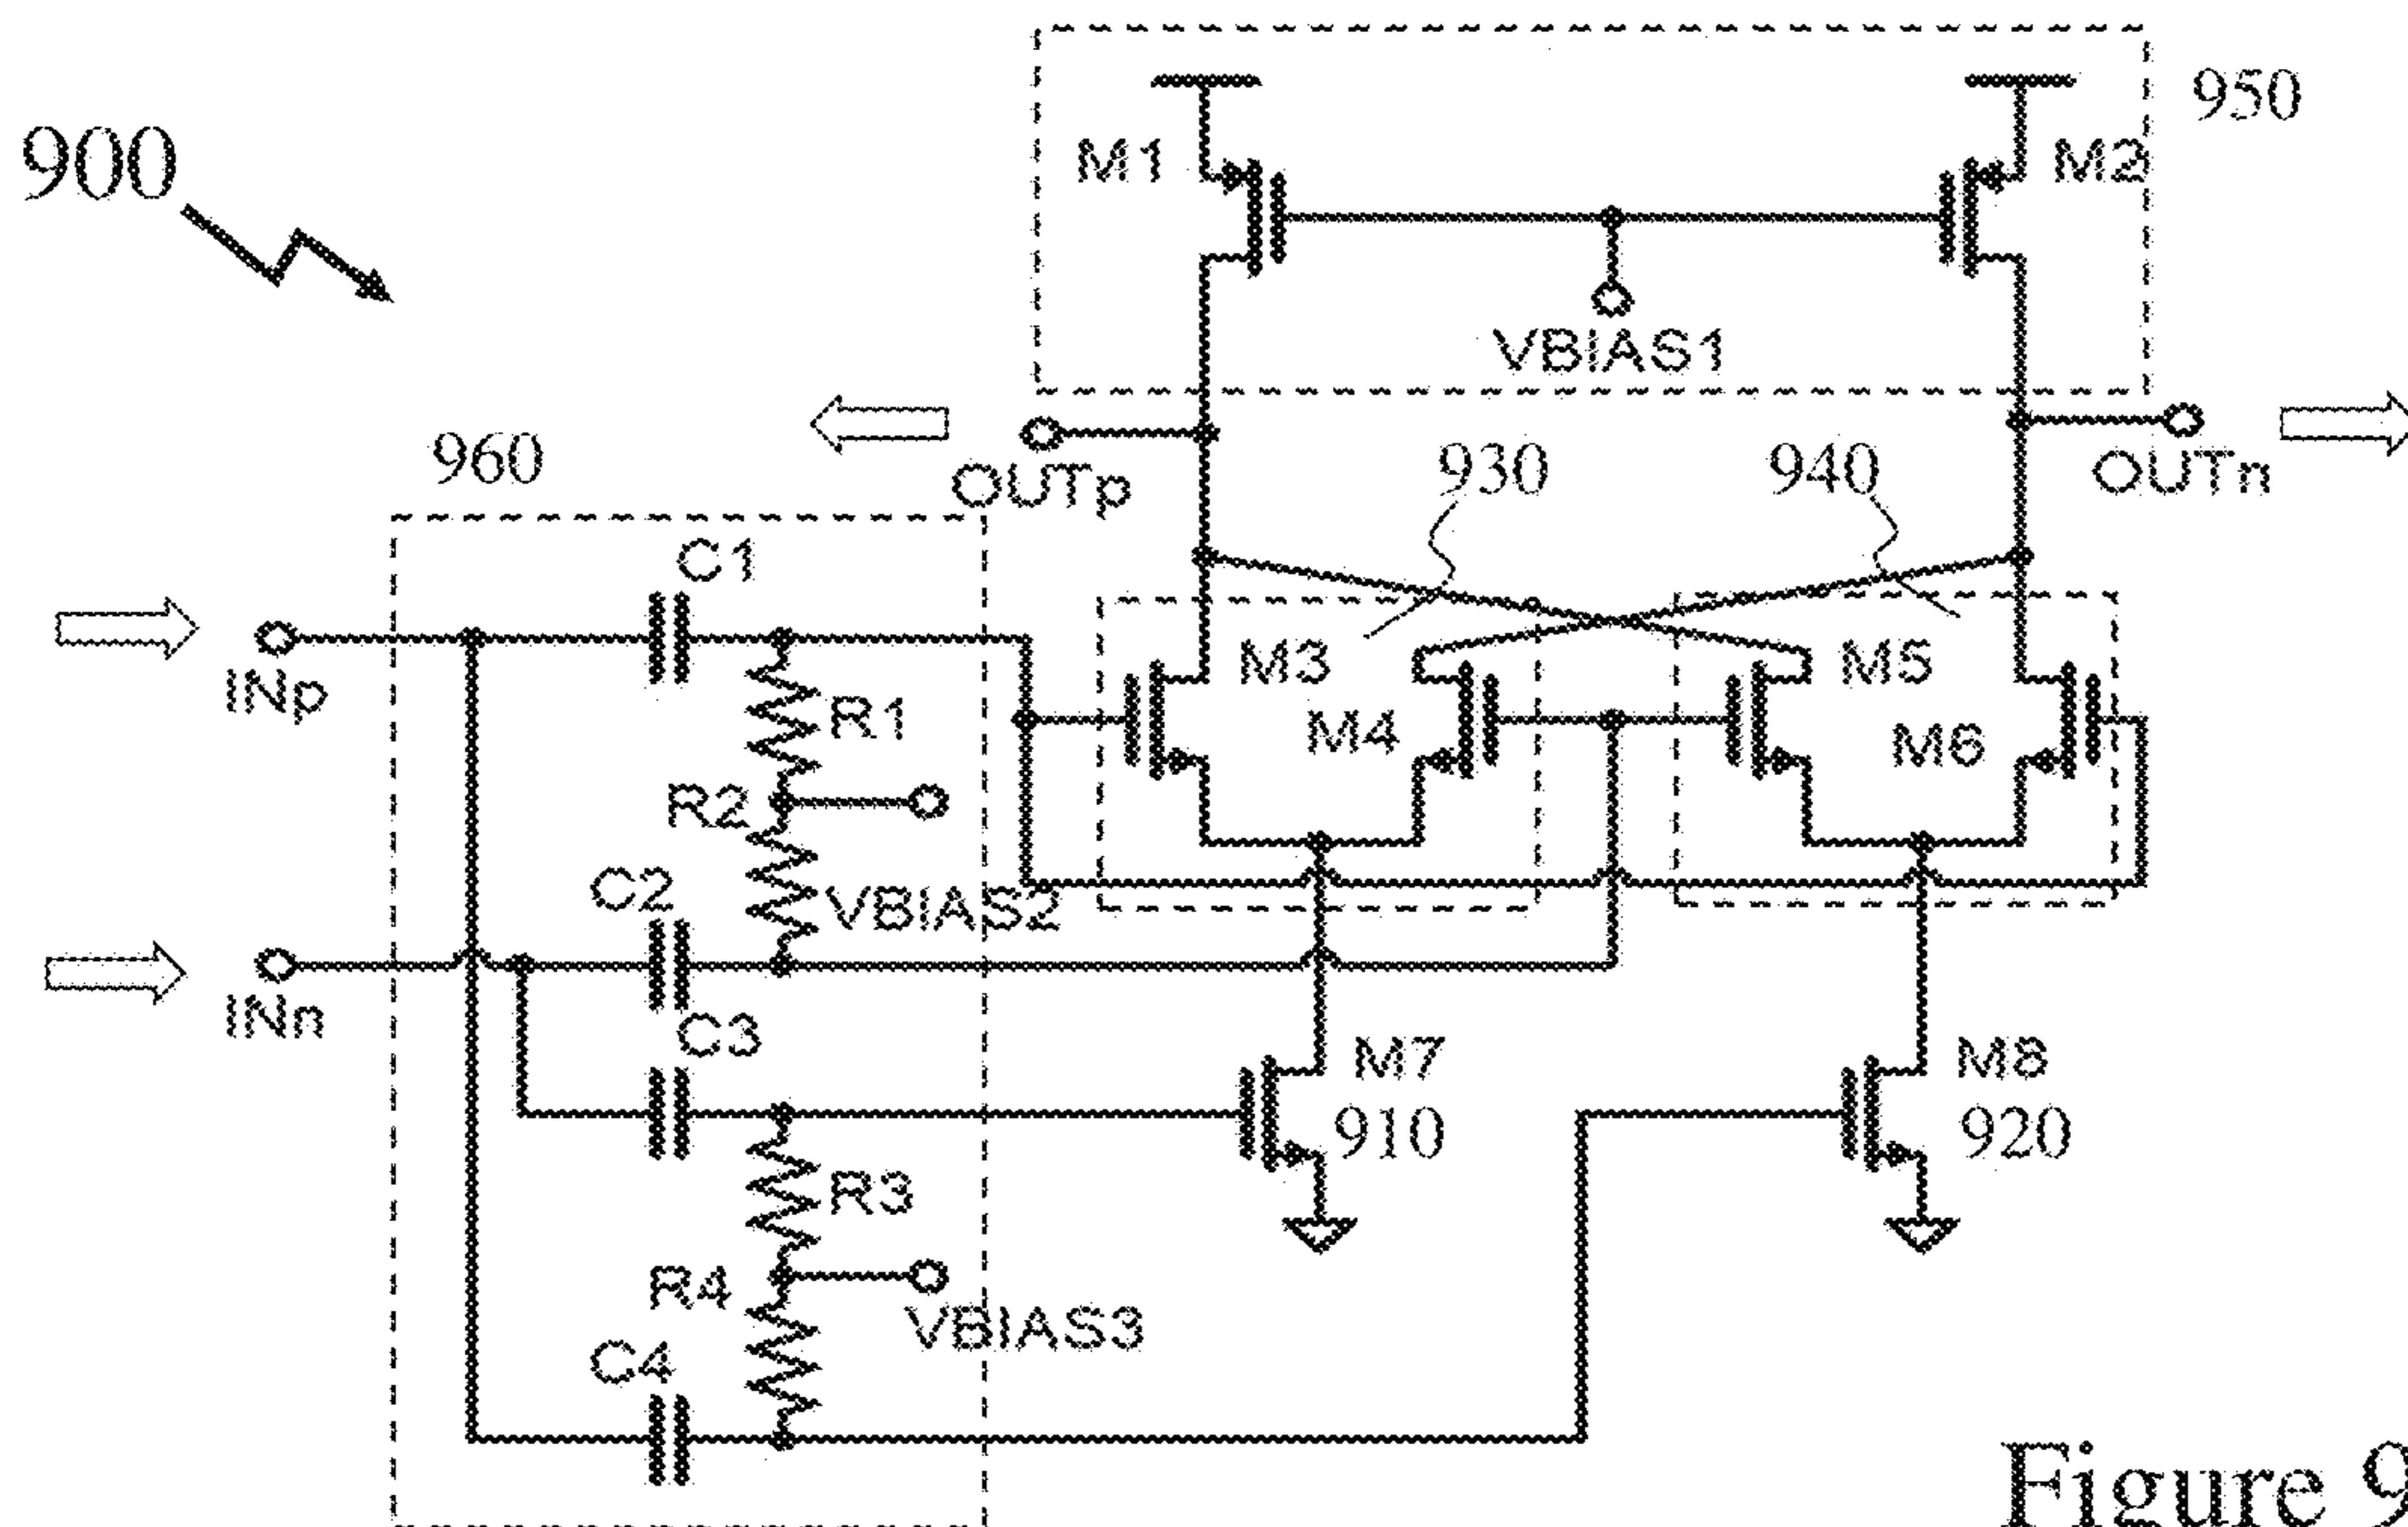 950
M1
M2
900
VBIAS1
960
OUTp
930
940
OUTn
C1
INp
R1
M3
M4
M5
M6
R2
C2
VBIAS2
INn
C3
M7
910
M8
920
R3
R4
VBIAS3
C4
Figure 9